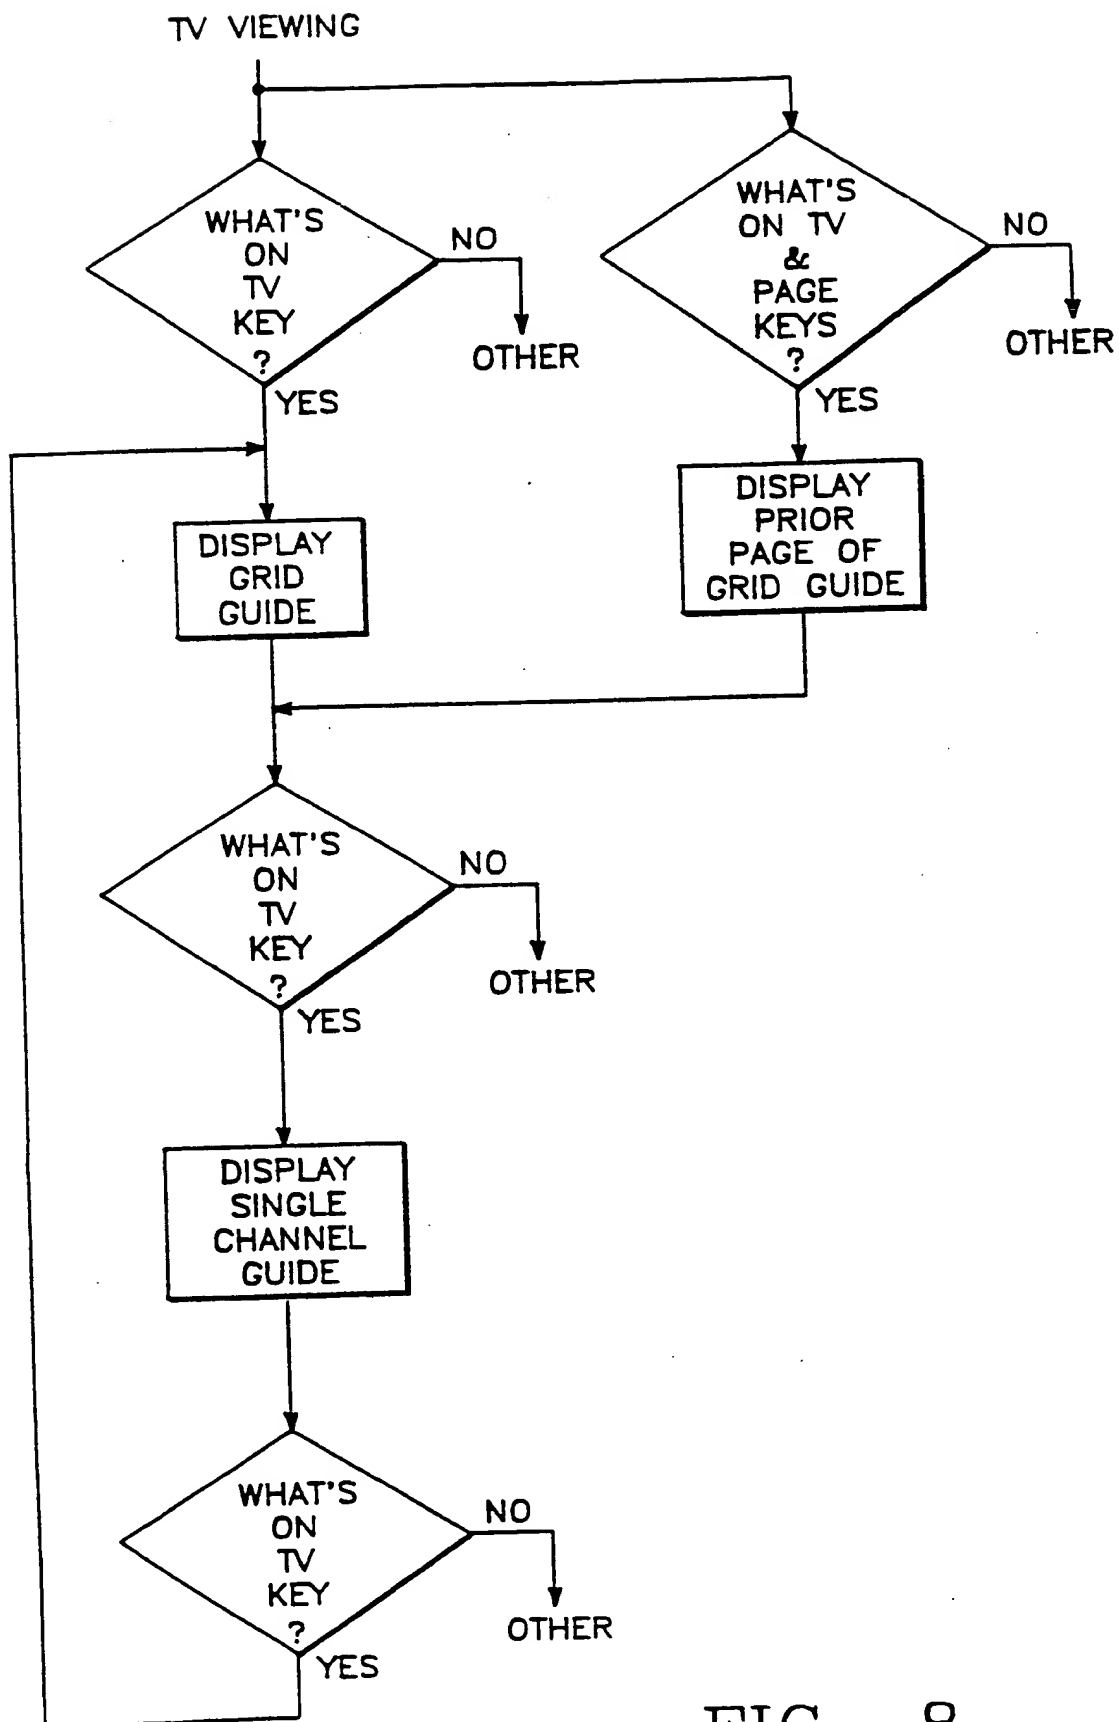 TV VIEWING
WHAT'S
ON
TV
KEY
?
NO
OTHER
YES
WHAT'S
ON TV
&
PAGE
KEYS
?
NO
OTHER
YES
DISPLAY
GRID
GUIDE
DISPLAY
PRIOR
PAGE OF
GRID GUIDE
WHAT'S
ON
TV
KEY
?
NO
OTHER
YES
DISPLAY
SINGLE
CHANNEL
GUIDE
WHAT'S
ON
TV
KEY
?
NO
OTHER
YES
FIG. 8